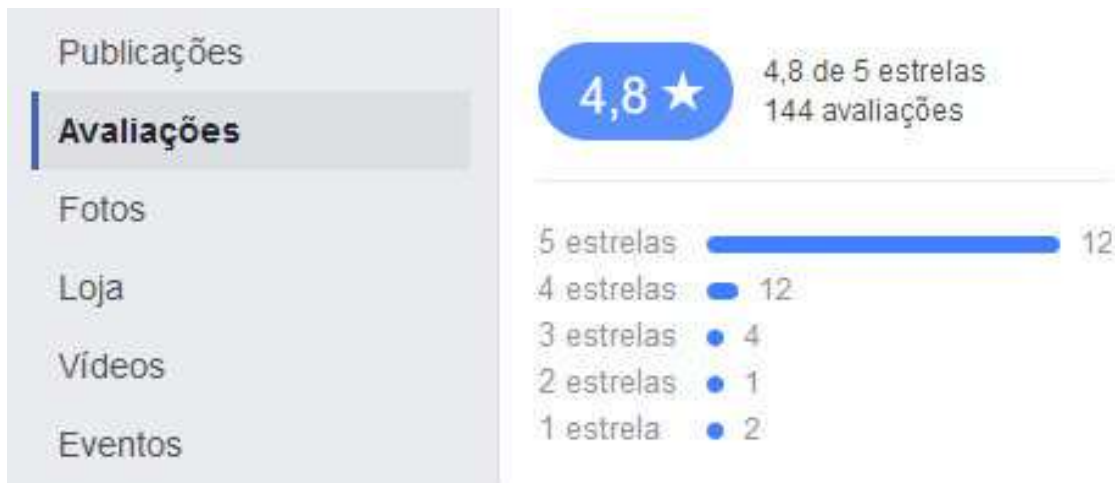 Publicações
Avaliações
Fotos
Loja
Vídeos
Eventos
4,8 ★
4,8 de 5 estrelas
144 avaliações
5 estrelas 12
4 estrelas 12
3 estrelas 4
2 estrelas 1
1 estrela 2